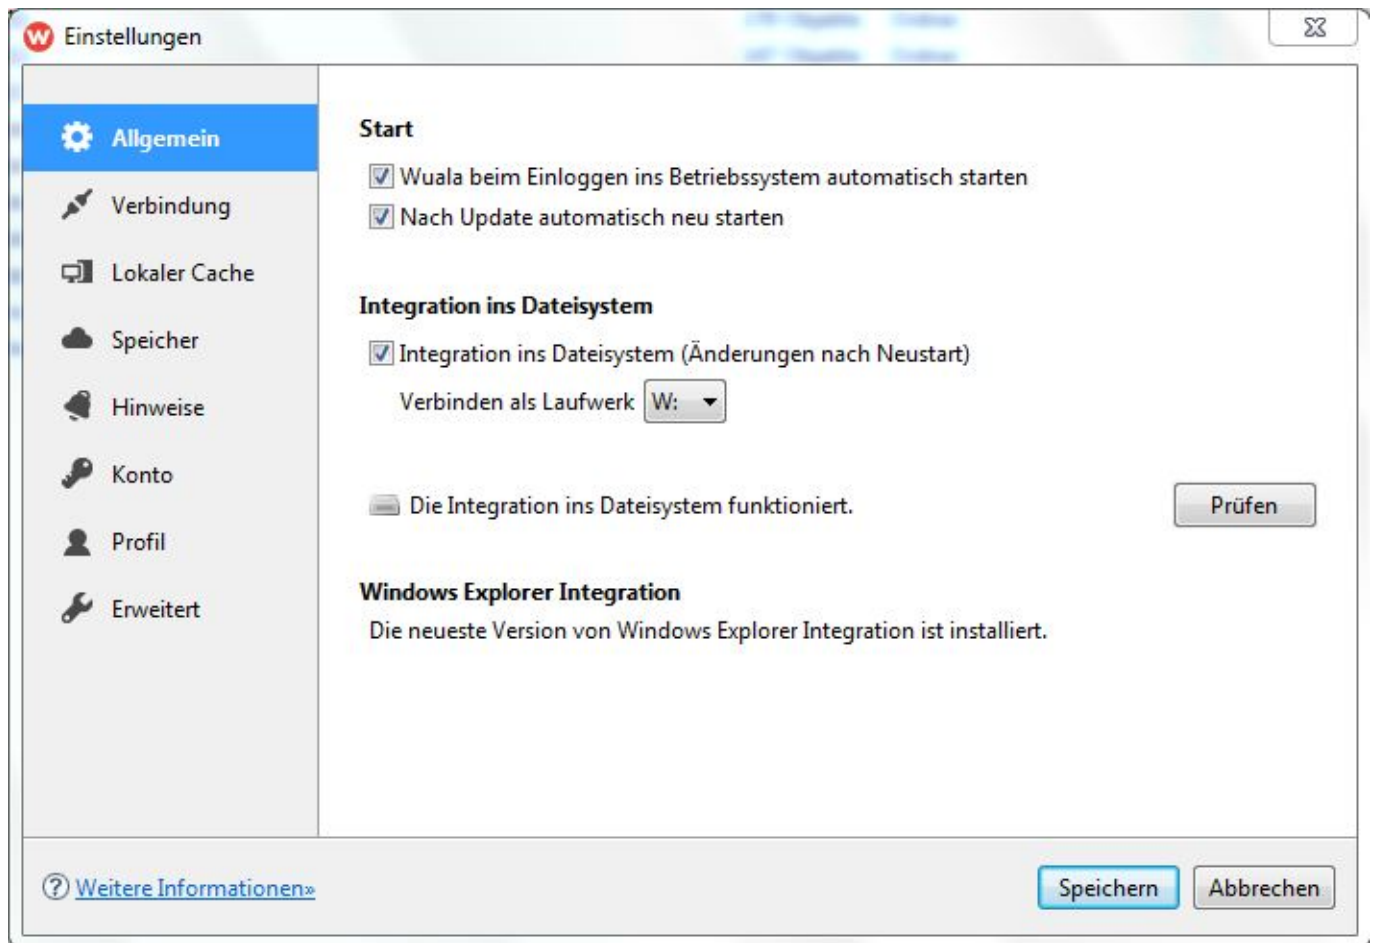 Einstellungen
Allgemein
Verbindung
Lokaler Cache
Speicher
Hinweise
Konto
Profil
Erweitert
Start
Wuala beim Einloggen ins Betriebssystem automatisch starten
Nach Update automatisch neu starten
Integration ins Dateisystem
Integration ins Dateisystem (Änderungen nach Neustart)
Verbinden als Laufwerk W:
Die Integration ins Dateisystem funktioniert. Prüfen
Windows Explorer Integration
Die neueste Version von Windows Explorer Integration ist installiert.
? Weitere Informationen» Speichern Abbrechen